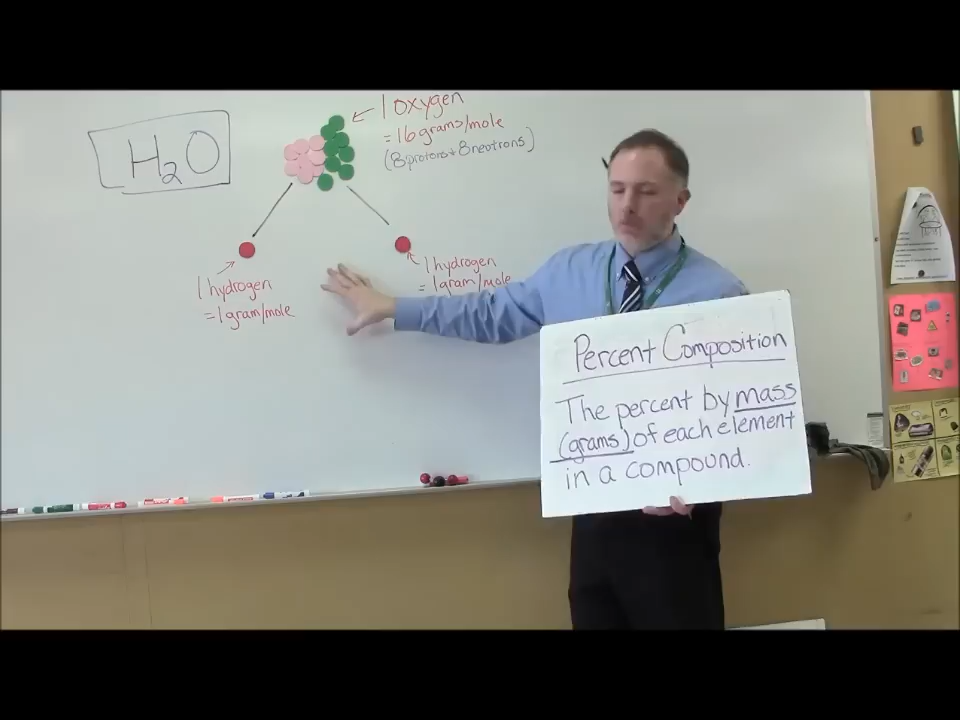 H2O
1 oxygen
= 16 grams/mole
(8 protons + 8 neutrons)
1 hydrogen
= 1 gram/mole
1 hydrogen
= 1 gram/mole
Percent Composition
The percent by mass
(grams) of each element
in a compound.